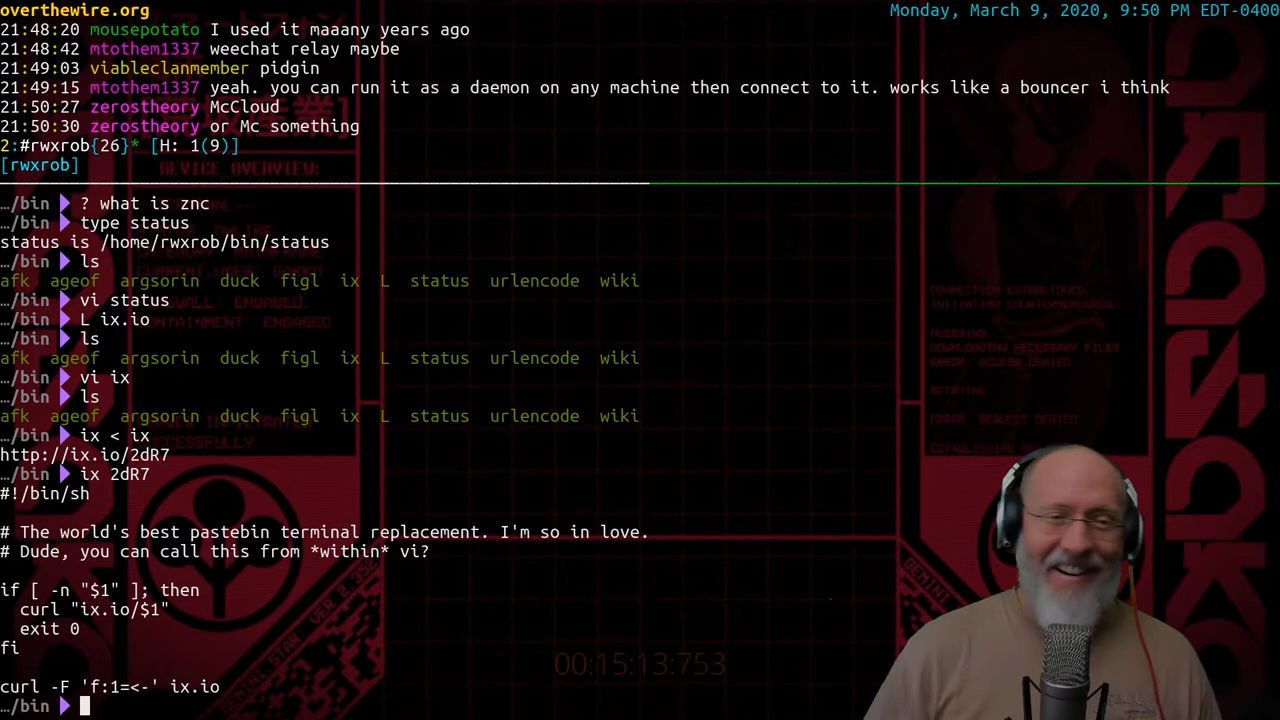 overthewire.org
Monday, March 9, 2020, 9:50 PM EDT-0400
21:48:20 mousepotato I used it maaany years ago
21:48:42 mtothem1337 weechat relay maybe
21:49:03 viableclanmember pidgin
21:49:15 mtothem1337 yeah. you can run it as a daemon on any machine then connect to it. works like a bouncer i think
21:50:27 zerostheory McCloud
21:50:30 zerostheory or Mc something
2:#rwxrob{26}* [H: 1(9)]
[rwxrob]
DEVICE_OVERVIEW:
…/bin ? what is znc
…/bin type status
status is /home/rwxrob/bin/status
…/bin ls
afk ageof argsorin duck figl ix L status urlencode wiki
…/bin vi status
…/bin L ix.io
…/bin ls
afk ageof argsorin duck figl ix L status urlencode wiki
…/bin vi ix
…/bin ls
afk ageof argsorin duck figl ix L status urlencode wiki
…/bin ix < ix
http://ix.io/2dR7
…/bin ix 2dR7
#!/bin/sh
# The world's best pastebin terminal replacement. I'm so in love.
# Dude, you can call this from *within* vi?
if [ -n "$1" ]; then
curl "ix.io/$1"
exit 0
fi
curl -F 'f:1=<-' ix.io
…/bin
00:15:13:753